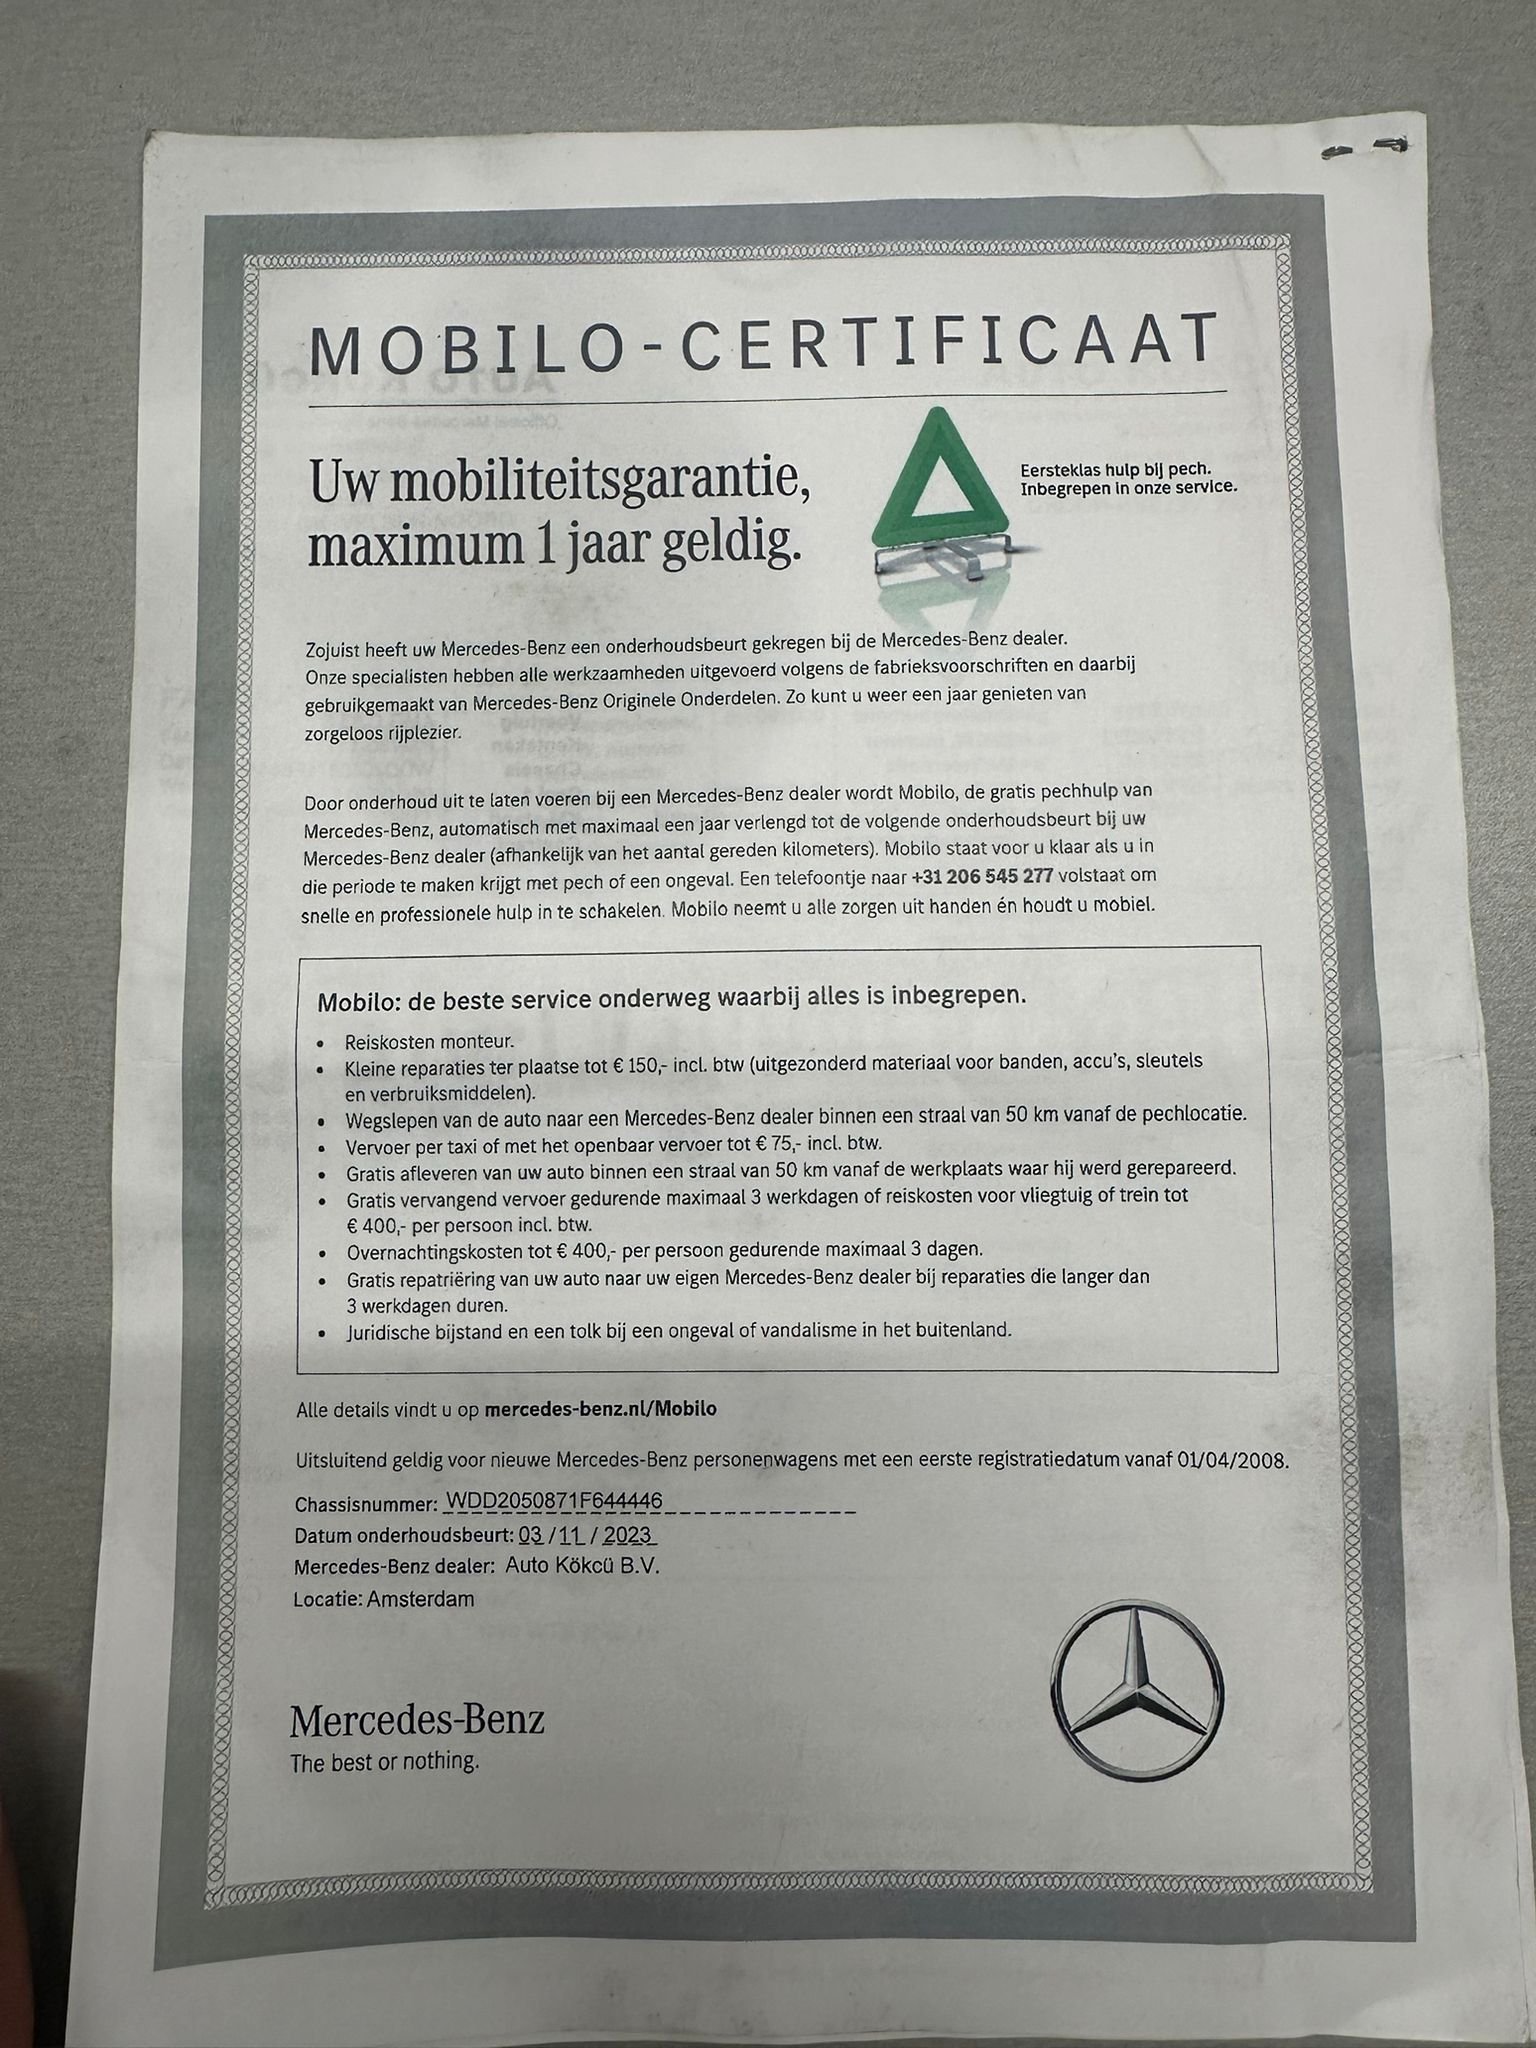 MOBILO-CERTIFICAAT
Uw mobiliteitsgarantie,
maximum 1 jaar geldig.
Eersteklas hulp bij pech.
Inbegrepen in onze service.
Zojuist heeft uw Mercedes-Benz een onderhoudsbeurt gekregen bij de Mercedes-Benz dealer.
Onze specialisten hebben alle werkzaamheden uitgevoerd volgens de fabrieksvoorschriften en daarbij
gebruikgemaakt van Mercedes-Benz Originele Onderdelen. Zo kunt u weer een jaar genieten van
zorgeloos rijplezier.
Door onderhoud uit te laten voeren bij een Mercedes-Benz dealer wordt Mobilo, de gratis pechhulp van
Mercedes-Benz, automatisch met maximaal een jaar verlengd tot de volgende onderhoudsbeurt bij uw
Mercedes-Benz dealer (afhankelijk van het aantal gereden kilometers). Mobilo staat voor u klaar als u in
die periode te maken krijgt met pech of een ongeval. Een telefoontje naar +31 206 545 277 volstaat om
snelle en professionele hulp in te schakelen. Mobilo neemt u alle zorgen uit handen én houdt u mobiel.
Mobilo: de beste service onderweg waarbij alles is inbegrepen.
• Reiskosten monteur.
• Kleine reparaties ter plaatse tot € 150,- incl. btw (uitgezonderd materiaal voor banden, accu's, sleutels
en verbruiksmiddelen).
• Wegslepen van de auto naar een Mercedes-Benz dealer binnen een straal van 50 km vanaf de pechlocatie.
• Vervoer per taxi of met het openbaar vervoer tot € 75,- incl. btw.
• Gratis afleveren van uw auto binnen een straal van 50 km vanaf de werkplaats waar hij werd gerepareerd.
• Gratis vervangend vervoer gedurende maximaal 3 werkdagen of reiskosten voor vliegtuig of trein tot
€ 400,- per persoon incl. btw.
• Overnachtingskosten tot € 400,- per persoon gedurende maximaal 3 dagen.
• Gratis repatriëring van uw auto naar uw eigen Mercedes-Benz dealer bij reparaties die langer dan
3 werkdagen duren.
• Juridische bijstand en een tolk bij een ongeval of vandalisme in het buitenland.
Alle details vindt u op mercedes-benz.nl/Mobilo
Uitsluitend geldig voor nieuwe Mercedes-Benz personenwagens met een eerste registratiedatum vanaf 01/04/2008.
Chassisnummer: WDD2050871F644446
Datum onderhoudsbeurt: 03 / 11 / 2023
Mercedes-Benz dealer: Auto Kökcü B.V.
Locatie: Amsterdam
Mercedes-Benz
The best or nothing.